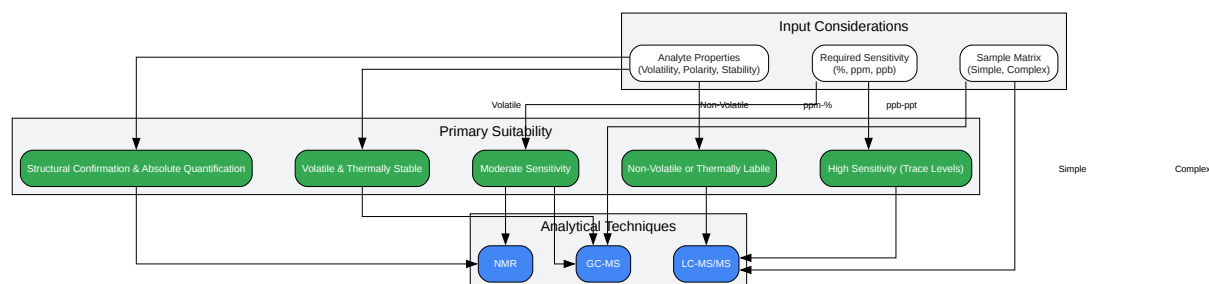 Input Considerations
Analyte Properties
(Volatility, Polarity, Stability)
Required Sensitivity
(%, ppm, ppb)
Sample Matrix
(Simple, Complex)
Volatile
Non-Volatile
ppm-%
ppb-ppt
Primary Suitability
Structural Confirmation & Absolute Quantification
Volatile & Thermally Stable
Moderate Sensitivity
Non-Volatile or Thermally Labile
High Sensitivity (Trace Levels)
Simple
Complex
Analytical Techniques
NMR
GC-MS
LC-MS/MS